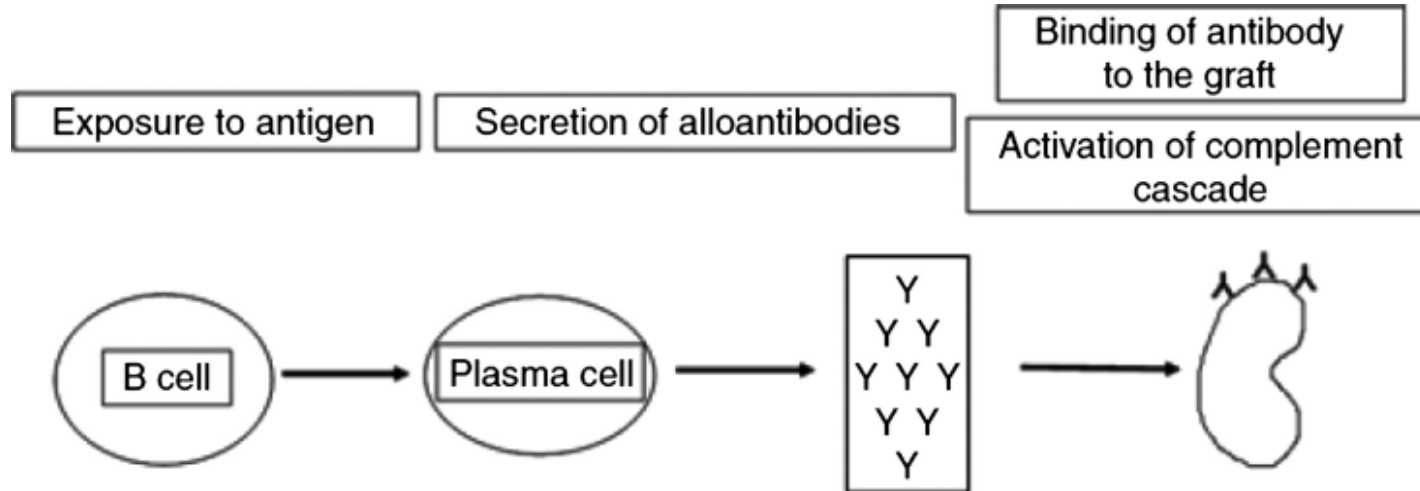 Exposure to antigen
Secretion of alloantibodies
Binding of antibody
to the graft
Activation of complement
cascade
B cell
Plasma cell
Y
Y Y
Y Y Y
Y Y
Y